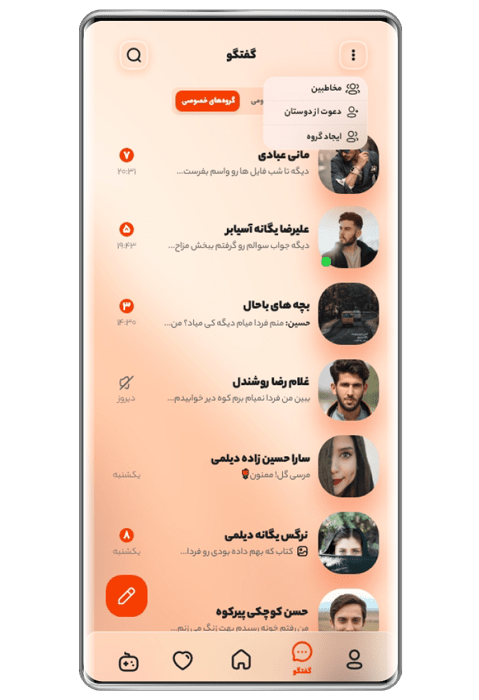 گفتگو
مخاطبین
دعوت از دوستان
ایجاد گروه
گروه‌های خصوصی
مانی عبادی
دیگه تا شب فایل ها رو واسم بفرست...
۷
۲۰:۳۱
علیرضا یگانه آسیابر
دیگه جواب سوالم رو گرفتم ببخش مزاح...
۵
۱۹:۴۳
بچه های باحال
حسین: منم فردا میام دیگه کی میاد؟ من...
۳
۱۴:۳۰
غلام رضا روشندل
ببین من فردا نمیام برم کوه دیر خوابیدم...
دیروز
سارا حسین زاده دیلمی
مرسی گل! ممنون🌹
یکشنبه
نرگس یگانه دیلمی
کتاب که بهم داده بودی رو فردا...
۸
یکشنبه
حسن کوچکی پیرکوه
من رفتم خونه رسیدم بهت زنگ می زنم...
گفتگو